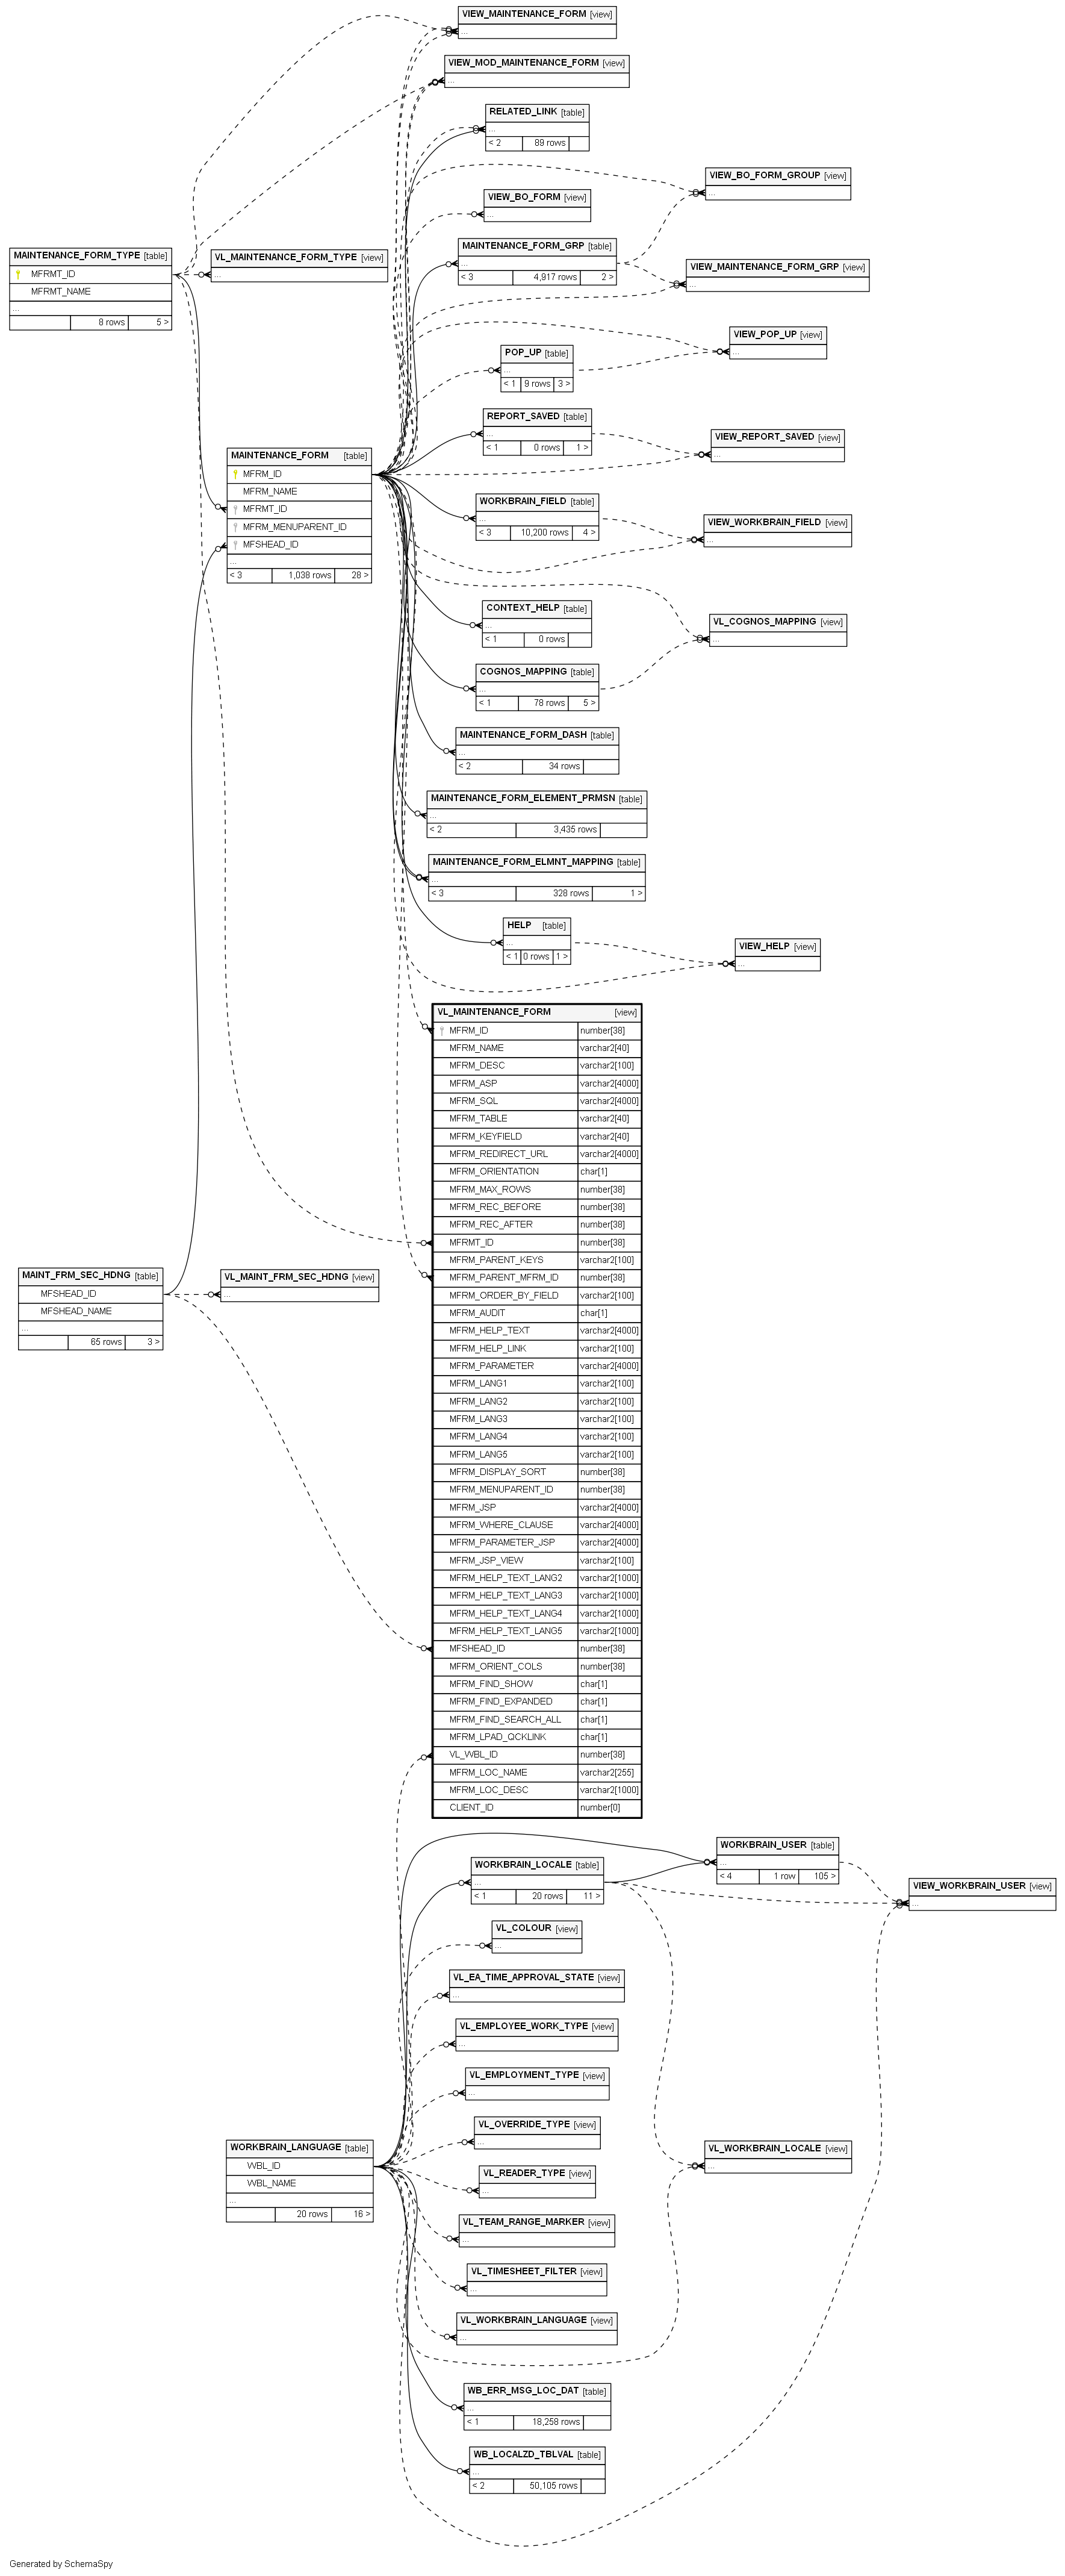 VIEW_MAINTENANCE_FORM [view]
...
VIEW_MOD_MAINTENANCE_FORM [view]
...
RELATED_LINK [table]
...
< 2 89 rows
VIEW_BO_FORM_GROUP [view]
...
VIEW_BO_FORM [view]
...
MAINTENANCE_FORM_GRP [table]
...
< 3 4,917 rows 2 >
MAINTENANCE_FORM_TYPE [table]
MFRMT_ID
MFRMT_NAME
...
8 rows 5 >
VL_MAINTENANCE_FORM_TYPE [view]
...
VIEW_MAINTENANCE_FORM_GRP [view]
...
VIEW_POP_UP [view]
...
POP_UP [table]
...
< 1 9 rows 3 >
REPORT_SAVED [table]
...
< 1 0 rows 1 >
VIEW_REPORT_SAVED [view]
...
MAINTENANCE_FORM [table]
MFRM_ID
MFRM_NAME
MFRMT_ID
MFRM_MENUPARENT_ID
MFSHEAD_ID
...
< 3 1,038 rows 28 >
WORKBRAIN_FIELD [table]
...
< 3 10,200 rows 4 >
VIEW_WORKBRAIN_FIELD [view]
...
CONTEXT_HELP [table]
...
< 1 0 rows
VL_COGNOS_MAPPING [view]
...
COGNOS_MAPPING [table]
...
< 1 78 rows 5 >
MAINTENANCE_FORM_DASH [table]
...
< 2 34 rows
MAINTENANCE_FORM_ELEMENT_PRMSN [table]
...
< 2 3,435 rows
MAINTENANCE_FORM_ELMNT_MAPPING [table]
...
< 3 328 rows 1 >
HELP [table]
...
< 1 0 rows 1 >
VIEW_HELP [view]
...
VL_MAINTENANCE_FORM [view]
MFRM_ID number[38]
MFRM_NAME varchar2[40]
MFRM_DESC varchar2[100]
MFRM_ASP varchar2[4000]
MFRM_SQL varchar2[4000]
MFRM_TABLE varchar2[40]
MFRM_KEYFIELD varchar2[40]
MFRM_REDIRECT_URL varchar2[4000]
MFRM_ORIENTATION char[1]
MFRM_MAX_ROWS number[38]
MFRM_REC_BEFORE number[38]
MFRM_REC_AFTER number[38]
MFRMT_ID number[38]
MFRM_PARENT_KEYS varchar2[100]
MFRM_PARENT_MFRM_ID number[38]
MFRM_ORDER_BY_FIELD varchar2[100]
MFRM_AUDIT char[1]
MFRM_HELP_TEXT varchar2[4000]
MFRM_HELP_LINK varchar2[100]
MFRM_PARAMETER varchar2[4000]
MFRM_LANG1 varchar2[100]
MFRM_LANG2 varchar2[100]
MFRM_LANG3 varchar2[100]
MFRM_LANG4 varchar2[100]
MFRM_LANG5 varchar2[100]
MFRM_DISPLAY_SORT number[38]
MFRM_MENUPARENT_ID number[38]
MFRM_JSP varchar2[4000]
MFRM_WHERE_CLAUSE varchar2[4000]
MFRM_PARAMETER_JSP varchar2[4000]
MFRM_JSP_VIEW varchar2[100]
MFRM_HELP_TEXT_LANG2 varchar2[1000]
MFRM_HELP_TEXT_LANG3 varchar2[1000]
MFRM_HELP_TEXT_LANG4 varchar2[1000]
MFRM_HELP_TEXT_LANG5 varchar2[1000]
MFSHEAD_ID number[38]
MFRM_ORIENT_COLS number[38]
MFRM_FIND_SHOW char[1]
MFRM_FIND_EXPANDED char[1]
MFRM_FIND_SEARCH_ALL char[1]
MFRM_LPAD_QCKLINK char[1]
VL_WBL_ID number[38]
MFRM_LOC_NAME varchar2[255]
MFRM_LOC_DESC varchar2[1000]
CLIENT_ID number[0]
MAINT_FRM_SEC_HDNG [table]
MFSHEAD_ID
MFSHEAD_NAME
...
65 rows 3 >
VL_MAINT_FRM_SEC_HDNG [view]
...
WORKBRAIN_USER [table]
...
< 4 1 row 105 >
WORKBRAIN_LOCALE [table]
...
< 1 20 rows 11 >
VIEW_WORKBRAIN_USER [view]
...
VL_COLOUR [view]
...
VL_EA_TIME_APPROVAL_STATE [view]
...
VL_EMPLOYEE_WORK_TYPE [view]
...
VL_EMPLOYMENT_TYPE [view]
...
VL_OVERRIDE_TYPE [view]
...
WORKBRAIN_LANGUAGE [table]
WBL_ID
WBL_NAME
...
20 rows 16 >
VL_WORKBRAIN_LOCALE [view]
...
VL_READER_TYPE [view]
...
VL_TEAM_RANGE_MARKER [view]
...
VL_TIMESHEET_FILTER [view]
...
VL_WORKBRAIN_LANGUAGE [view]
...
WB_ERR_MSG_LOC_DAT [table]
...
< 1 18,258 rows
WB_LOCALZD_TBLVAL [table]
...
< 2 50,105 rows
Generated by SchemaSpy